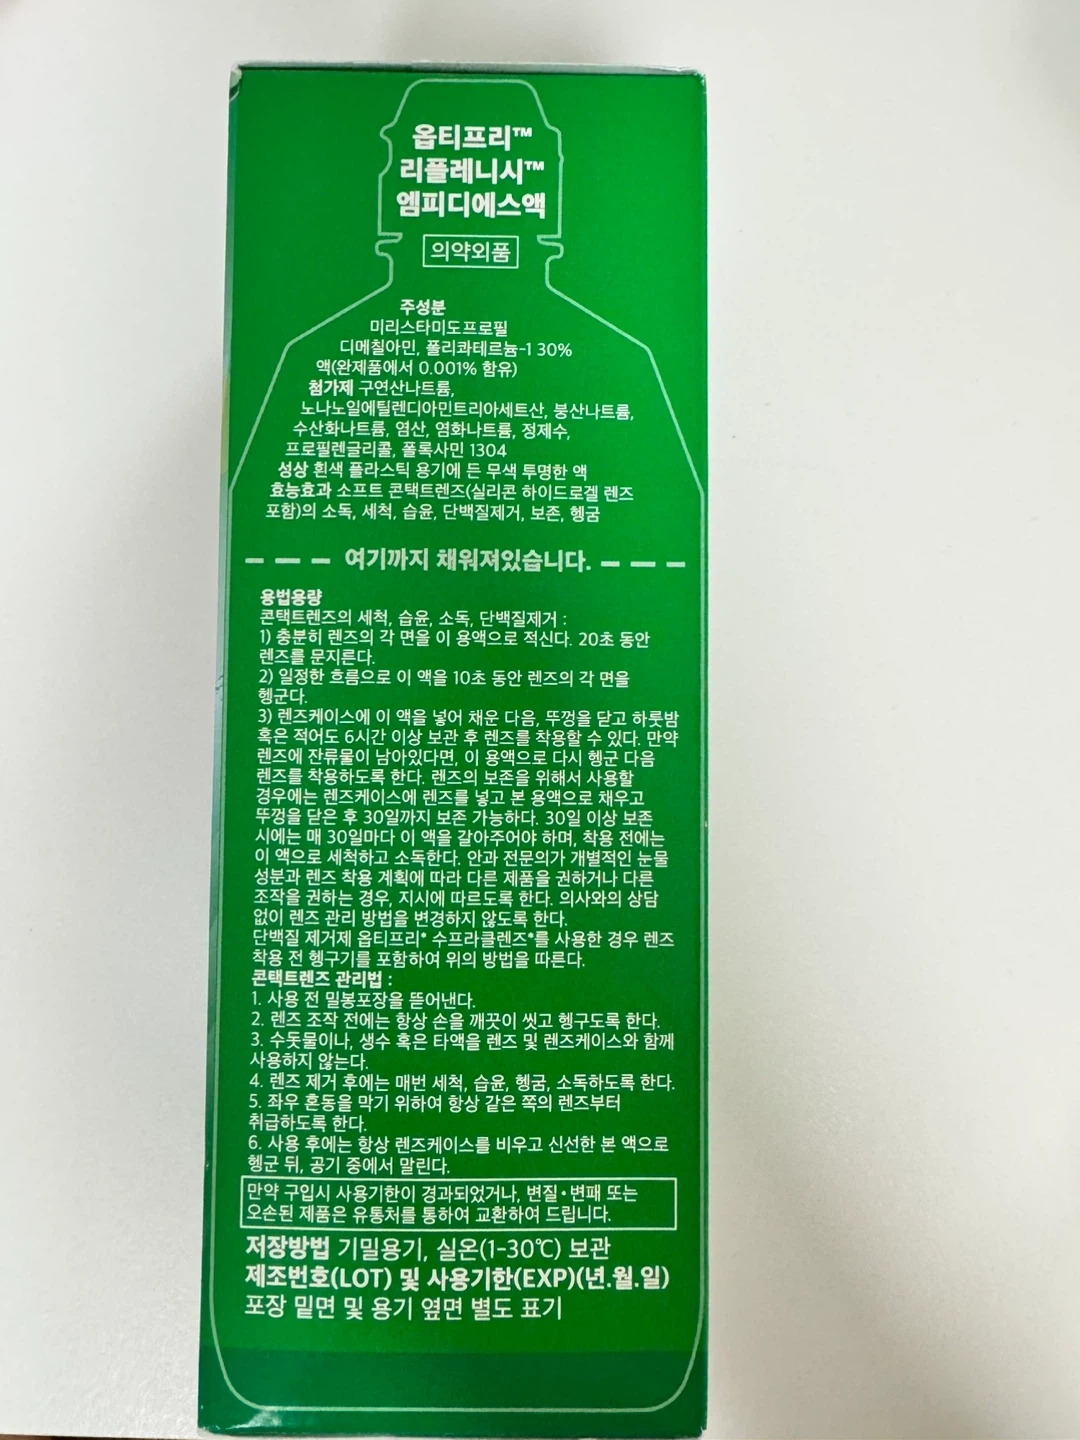 옵티프리™
리플레니시™
엠피디에스액
의약외품
주성분
미리스타미도프로필
디메칠아민, 폴리콰테르늄-1 30%
액(완제품에서 0.001% 함유)
첨가제 구연산나트륨,
노나노일에틸렌디아민트리아세트산, 붕산나트륨,
수산화나트륨, 염산, 염화나트륨, 정제수,
프로필렌글리콜, 폴록사민 1304
성상 흰색 플라스틱 용기에 든 무색 투명한 액
효능효과 소프트 콘택트렌즈(실리콘 하이드로겔 렌즈
포함)의 소독, 세척, 습윤, 단백질제거, 보존, 헹굼
여기까지 채워져있습니다.
용법용량
콘택트렌즈의 세척, 습윤, 소독, 단백질제거 :
1) 충분히 렌즈의 각 면을 이 용액으로 적신다. 20초 동안
렌즈를 문지른다.
2) 일정한 흐름으로 이 액을 10초 동안 렌즈의 각 면을
헹군다.
3) 렌즈케이스에 이 액을 넣어 채운 다음, 뚜껑을 닫고 하룻밤
혹은 적어도 6시간 이상 보관 후 렌즈를 착용할 수 있다. 만약
렌즈에 잔류물이 남아있다면, 이 용액으로 다시 헹군 다음
렌즈를 착용하도록 한다. 렌즈의 보존을 위해서 사용할
경우에는 렌즈케이스에 렌즈를 넣고 본 용액으로 채우고
뚜껑을 닫은 후 30일까지 보존 가능하다. 30일 이상 보존
시에는 매 30일마다 이 액을 갈아주어야 하며, 착용 전에는
이 액으로 세척하고 소독한다. 안과 전문의가 개별적인 눈물
성분과 렌즈 착용 계획에 따라 다른 제품을 권하거나 다른
조작을 권하는 경우, 지시에 따르도록 한다. 의사와의 상담
없이 렌즈 관리 방법을 변경하지 않도록 한다.
단백질 제거제 옵티프리* 수프라클렌즈*를 사용한 경우 렌즈
착용 전 헹구기를 포함하여 위의 방법을 따른다.
콘택트렌즈 관리법 :
1. 사용 전 밀봉포장을 뜯어낸다.
2. 렌즈 조작 전에는 항상 손을 깨끗이 씻고 헹구도록 한다.
3. 수돗물이나, 생수 혹은 타액을 렌즈 및 렌즈케이스와 함께
사용하지 않는다.
4. 렌즈 제거 후에는 매번 세척, 습윤, 헹굼, 소독하도록 한다.
5. 좌우 혼동을 막기 위하여 항상 같은 쪽의 렌즈부터
취급하도록 한다.
6. 사용 후에는 항상 렌즈케이스를 비우고 신선한 본 액으로
헹군 뒤, 공기 중에서 말린다.
만약 구입시 사용기한이 경과되었거나, 변질•변패 또는
오손된 제품은 유통처를 통하여 교환하여 드립니다.
저장방법 기밀용기, 실온(1-30℃) 보관
제조번호(LOT) 및 사용기한(EXP)(년.월.일)
포장 밑면 및 용기 옆면 별도 표기